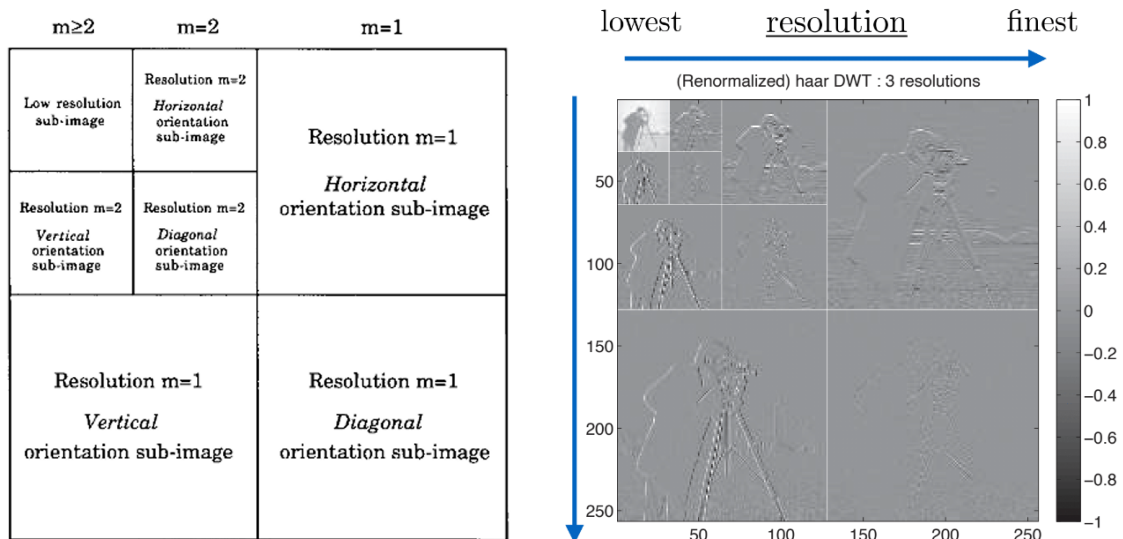 m≥2
m=2
m=1
Low resolution
sub-image
Resolution m=2
Horizontal
orientation
sub-image
Resolution m=1
Horizontal
orientation sub-image
Resolution m=2
Vertical
orientation
sub-image
Resolution m=2
Diagonal
orientation
sub-image
Resolution m=1
Vertical
orientation sub-image
Resolution m=1
Diagonal
orientation sub-image
lowest resolution finest
(Renormalized) haar DWT : 3 resolutions
50
100
150
200
250
50 100 150 200 250
1
0.8
0.6
0.4
0.2
0
−0.2
−0.4
−0.6
−0.8
−1